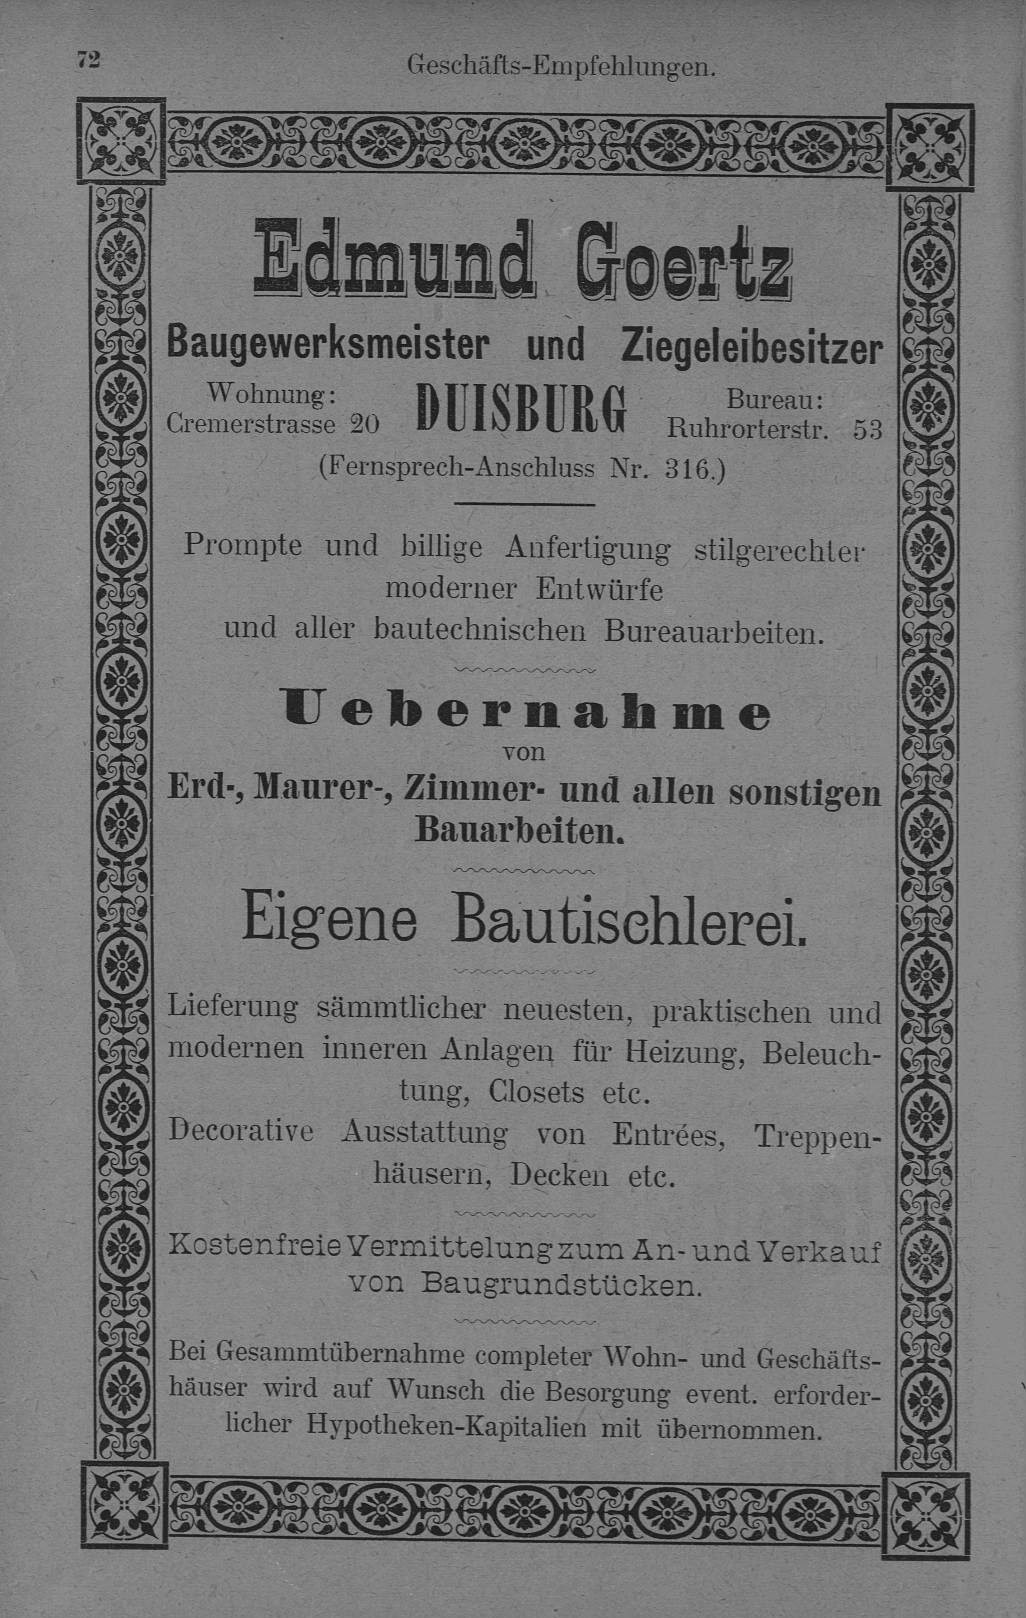 72
Geschäfts-Empfehlungen.
Edmund Goertz
Baugewerksmeister und Ziegeleibesitzer
Wohnung:
Cremerstrasse 20
DUISBURG
Bureau:
Ruhrorterstr. 53
(Fernsprech-Anschluss Nr. 316.)
Prompte und billige Anfertigung stilgerechter
moderner Entwürfe
und aller bautechnischen Bureauarbeiten.
Uebernahme
von
Erd-, Maurer-, Zimmer- und allen sonstigen
Bauarbeiten.
Eigene Bautischlerei.
Lieferung sämmtlicher neuesten, praktischen und
modernen inneren Anlagen für Heizung, Beleuch-
tung, Closets etc.
Decorative Ausstattung von Entrées, Treppen-
häusern, Decken etc.
Kostenfreie Vermittelung zum An- und Verkauf
von Baugrundstücken.
Bei Gesammtübernahme completer Wohn- und Geschäfts-
häuser wird auf Wunsch die Besorgung event. erforder-
licher Hypotheken-Kapitalien mit übernommen.